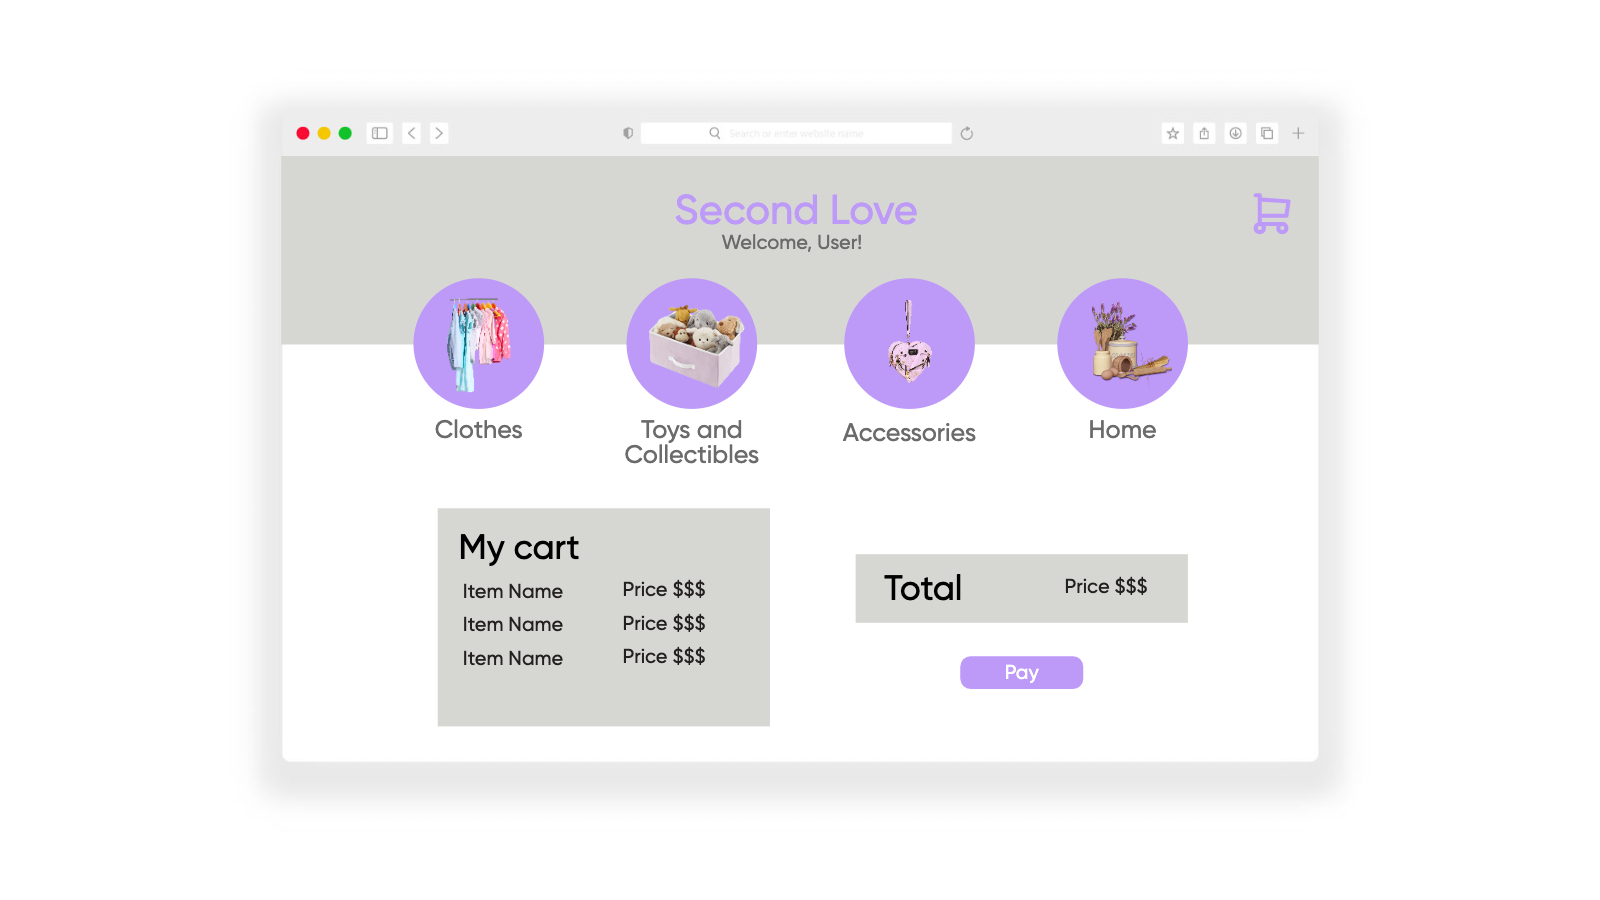 Search or enter website name
Second Love
Welcome, User!
Clothes
Toys and
Collectibles
Accessories
Home
My cart
Item Name Price $$$
Item Name Price $$$
Item Name Price $$$
Total Price $$$
Pay